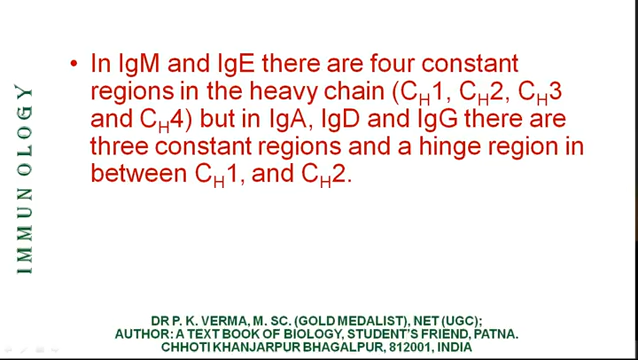 • In IgM and IgE there are four constant
regions in the heavy chain (CH1, CH2, CH3
and CH4) but in IgA, IgD and IgG there are
three constant regions and a hinge region in
between CH1, and CH2.
IMMUNOLOGY
DR P. K. VERMA, M. SC. (GOLD MEDALIST), NET (UGC);
AUTHOR: A TEXT BOOK OF BIOLOGY, STUDENT'S FRIEND, PATNA.
CHHOTI KHANJARPUR BHAGALPUR, 812001, INDIA